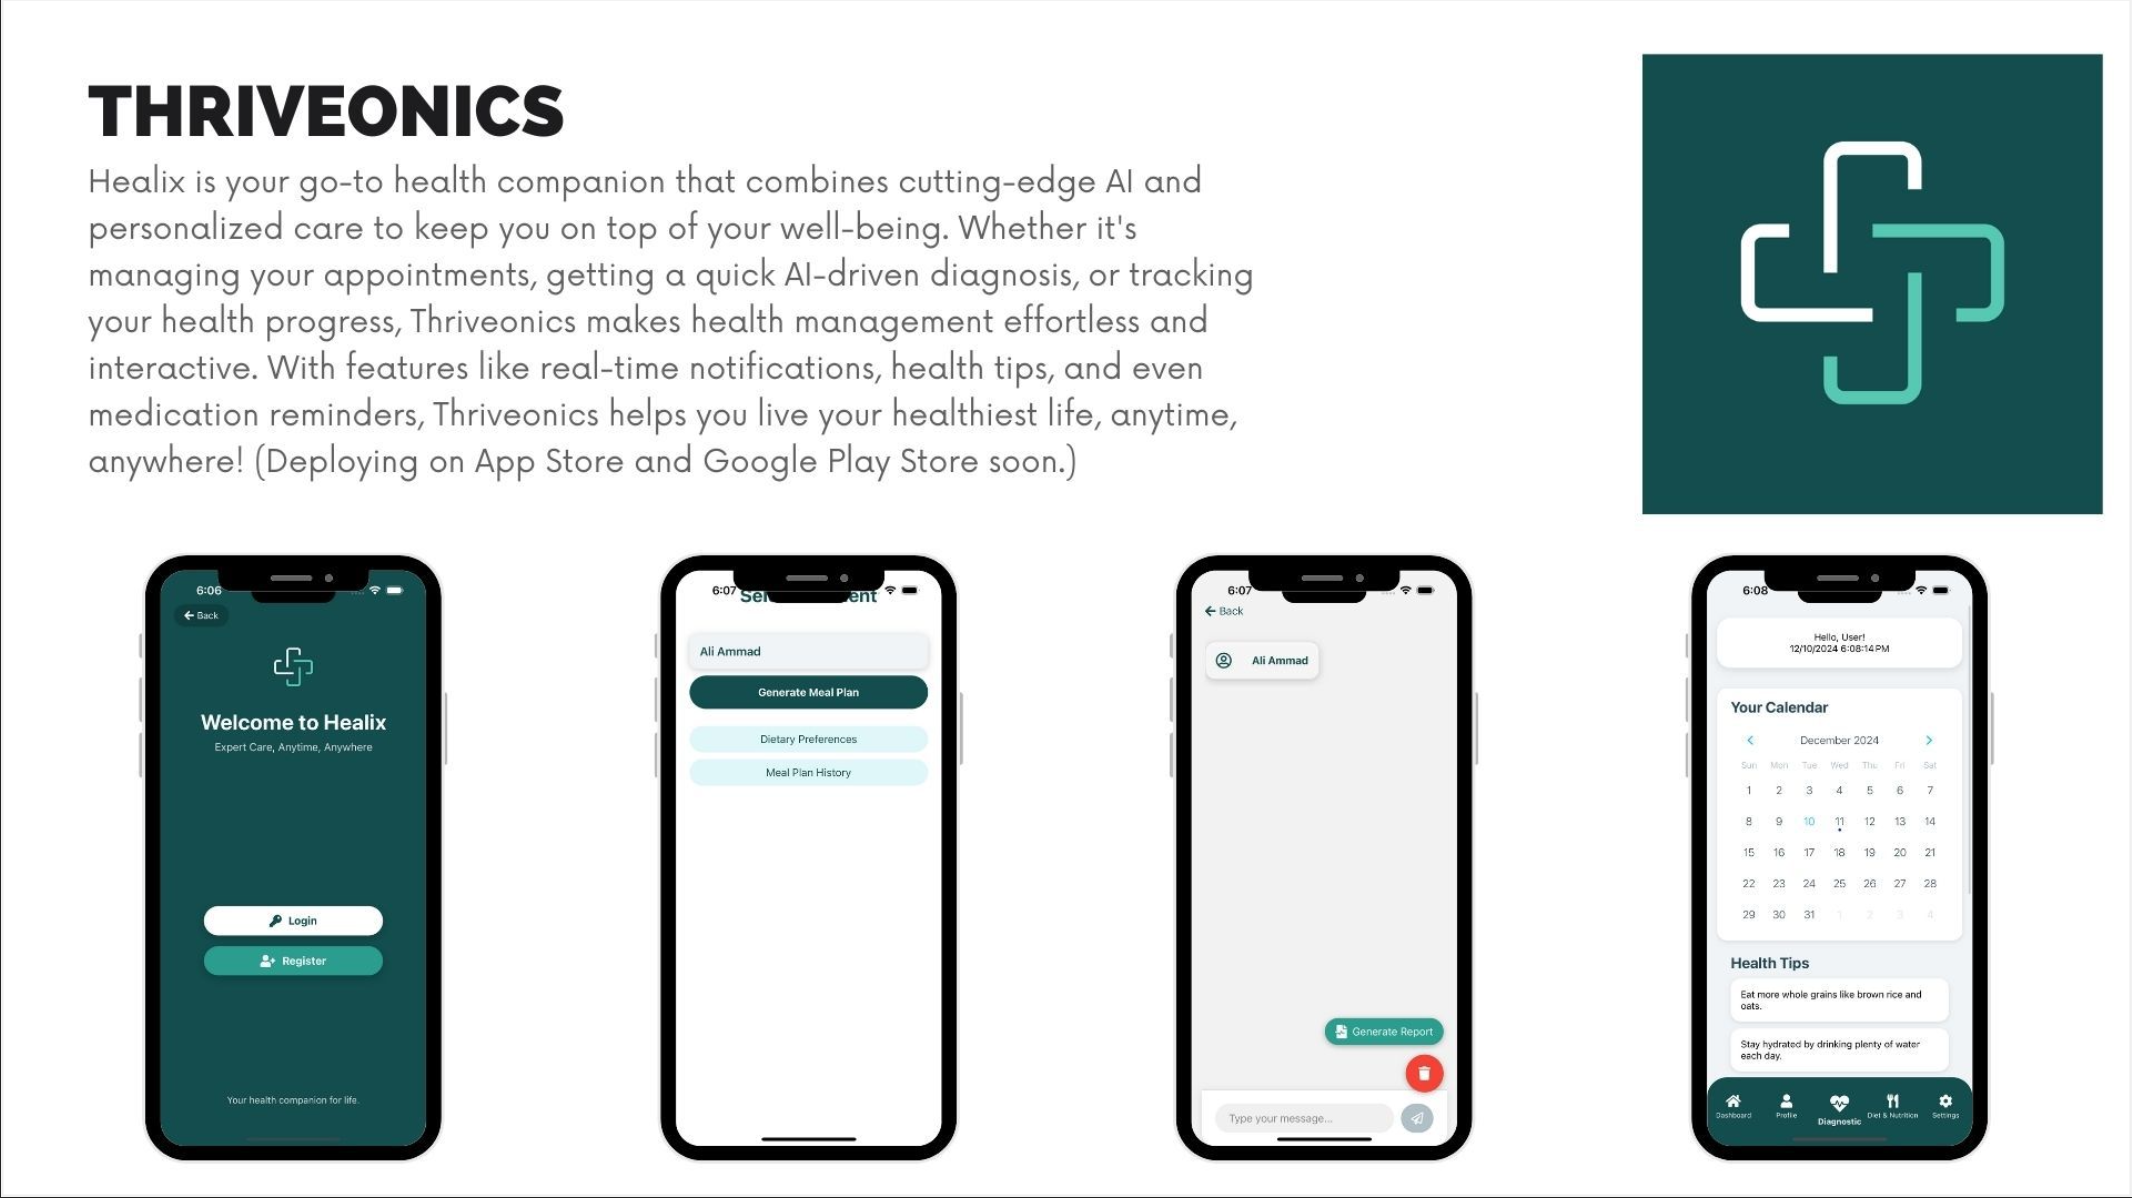 THRIVEONICS
Healix is your go-to health companion that combines cutting-edge AI and
personalized care to keep you on top of your well-being. Whether it's
managing your appointments, getting a quick AI-driven diagnosis, or tracking
your health progress, Thriveonics makes health management effortless and
interactive. With features like real-time notifications, health tips, and even
medication reminders, Thriveonics helps you live your healthiest life, anytime,
anywhere! (Deploying on App Store and Google Play Store soon.)
6:06
Back
Welcome to Healix
Expert Care, Anytime, Anywhere
Login
Register
Your health companion for life.
6:07
Ali Ammad
Generate Meal Plan
Dietary Preferences
Meal Plan History
6:07
Back
Ali Ammad
Generate Report
Type your message...
6:08
Hello, User!
12/10/2024 6:08:14 PM
Your Calendar
December 2024
Sun Mon Tue Wed Thu Fri Sat
1 2 3 4 5 6 7
8 9 10 11 12 13 14
15 16 17 18 19 20 21
22 23 24 25 26 27 28
29 30 31 1 2 3 4
Health Tips
Eat more whole grains like brown rice and
oats.
Stay hydrated by drinking plenty of water
each day.
Dashboard Profile Diagnostic Diet & Nutrition Settings